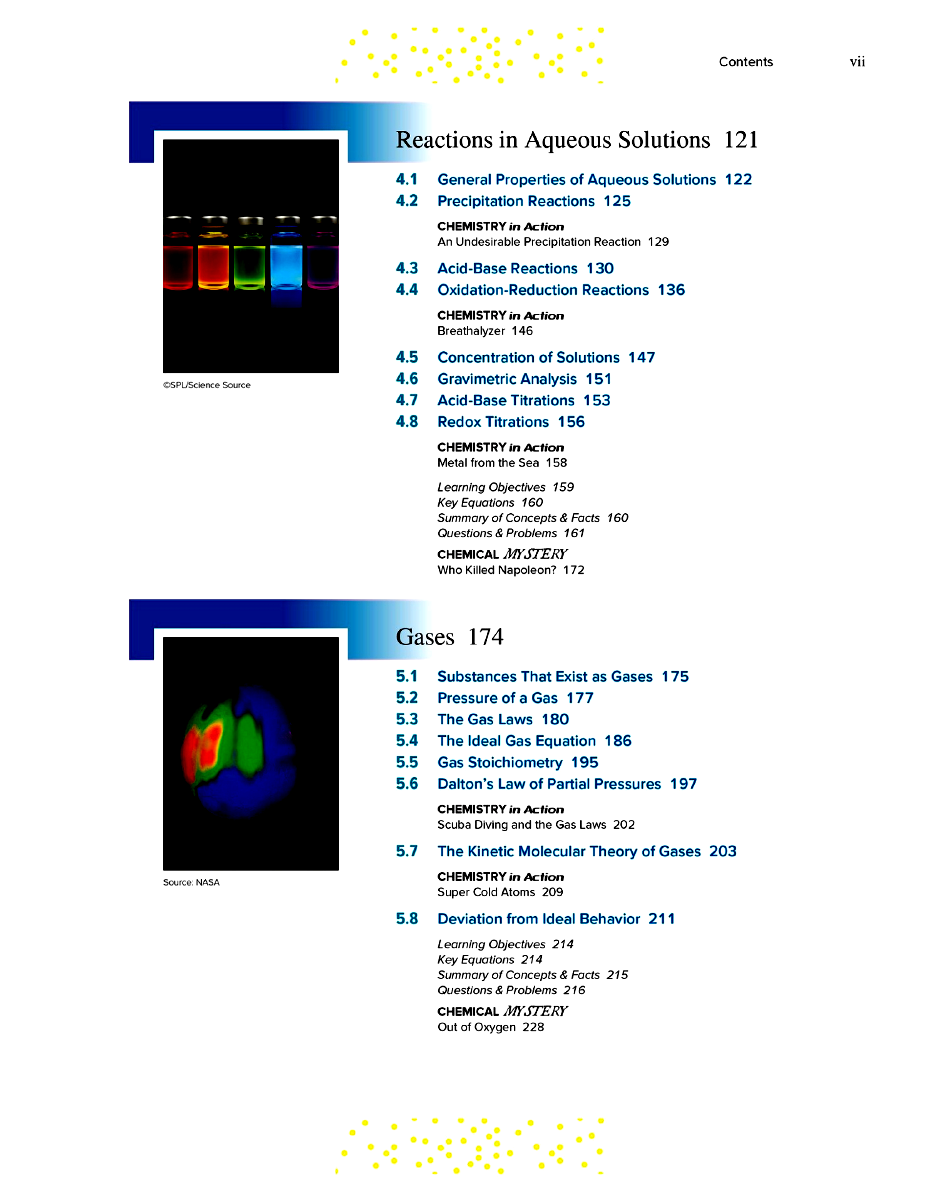 Contents vii
Reactions in Aqueous Solutions 121
4.1 General Properties of Aqueous Solutions 122
4.2 Precipitation Reactions 125
CHEMISTRY in Action
An Undesirable Precipitation Reaction 129
4.3 Acid-Base Reactions 130
4.4 Oxidation-Reduction Reactions 136
CHEMISTRY in Action
Breathalyzer 146
4.5 Concentration of Solutions 147
4.6 Gravimetric Analysis 151
4.7 Acid-Base Titrations 153
4.8 Redox Titrations 156
CHEMISTRY in Action
Metal from the Sea 158
Learning Objectives 159
Key Equations 160
Summary of Concepts & Facts 160
Questions & Problems 161
CHEMICAL MYSTERY
Who Killed Napoleon? 172
©SPL/Science Source
Gases 174
5.1 Substances That Exist as Gases 175
5.2 Pressure of a Gas 177
5.3 The Gas Laws 180
5.4 The Ideal Gas Equation 186
5.5 Gas Stoichiometry 195
5.6 Dalton's Law of Partial Pressures 197
CHEMISTRY in Action
Scuba Diving and the Gas Laws 202
5.7 The Kinetic Molecular Theory of Gases 203
CHEMISTRY in Action
Super Cold Atoms 209
5.8 Deviation from Ideal Behavior 211
Learning Objectives 214
Key Equations 214
Summary of Concepts & Facts 215
Questions & Problems 216
CHEMICAL MYSTERY
Out of Oxygen 228
Source: NASA